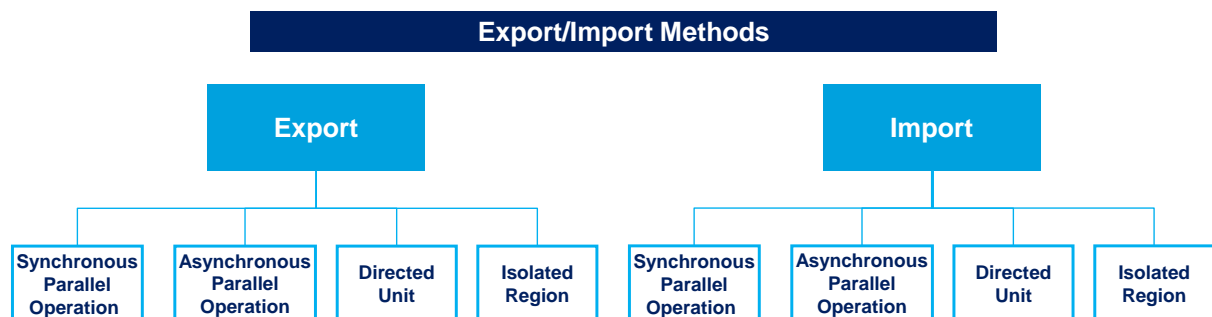 Export/Import Methods
Export
Import
Synchronous
Parallel
Operation
Asynchronous
Parallel
Operation
Directed
Unit
Isolated
Region
Synchronous
Parallel
Operation
Asynchronous
Parallel
Operation
Directed
Unit
Isolated
Region